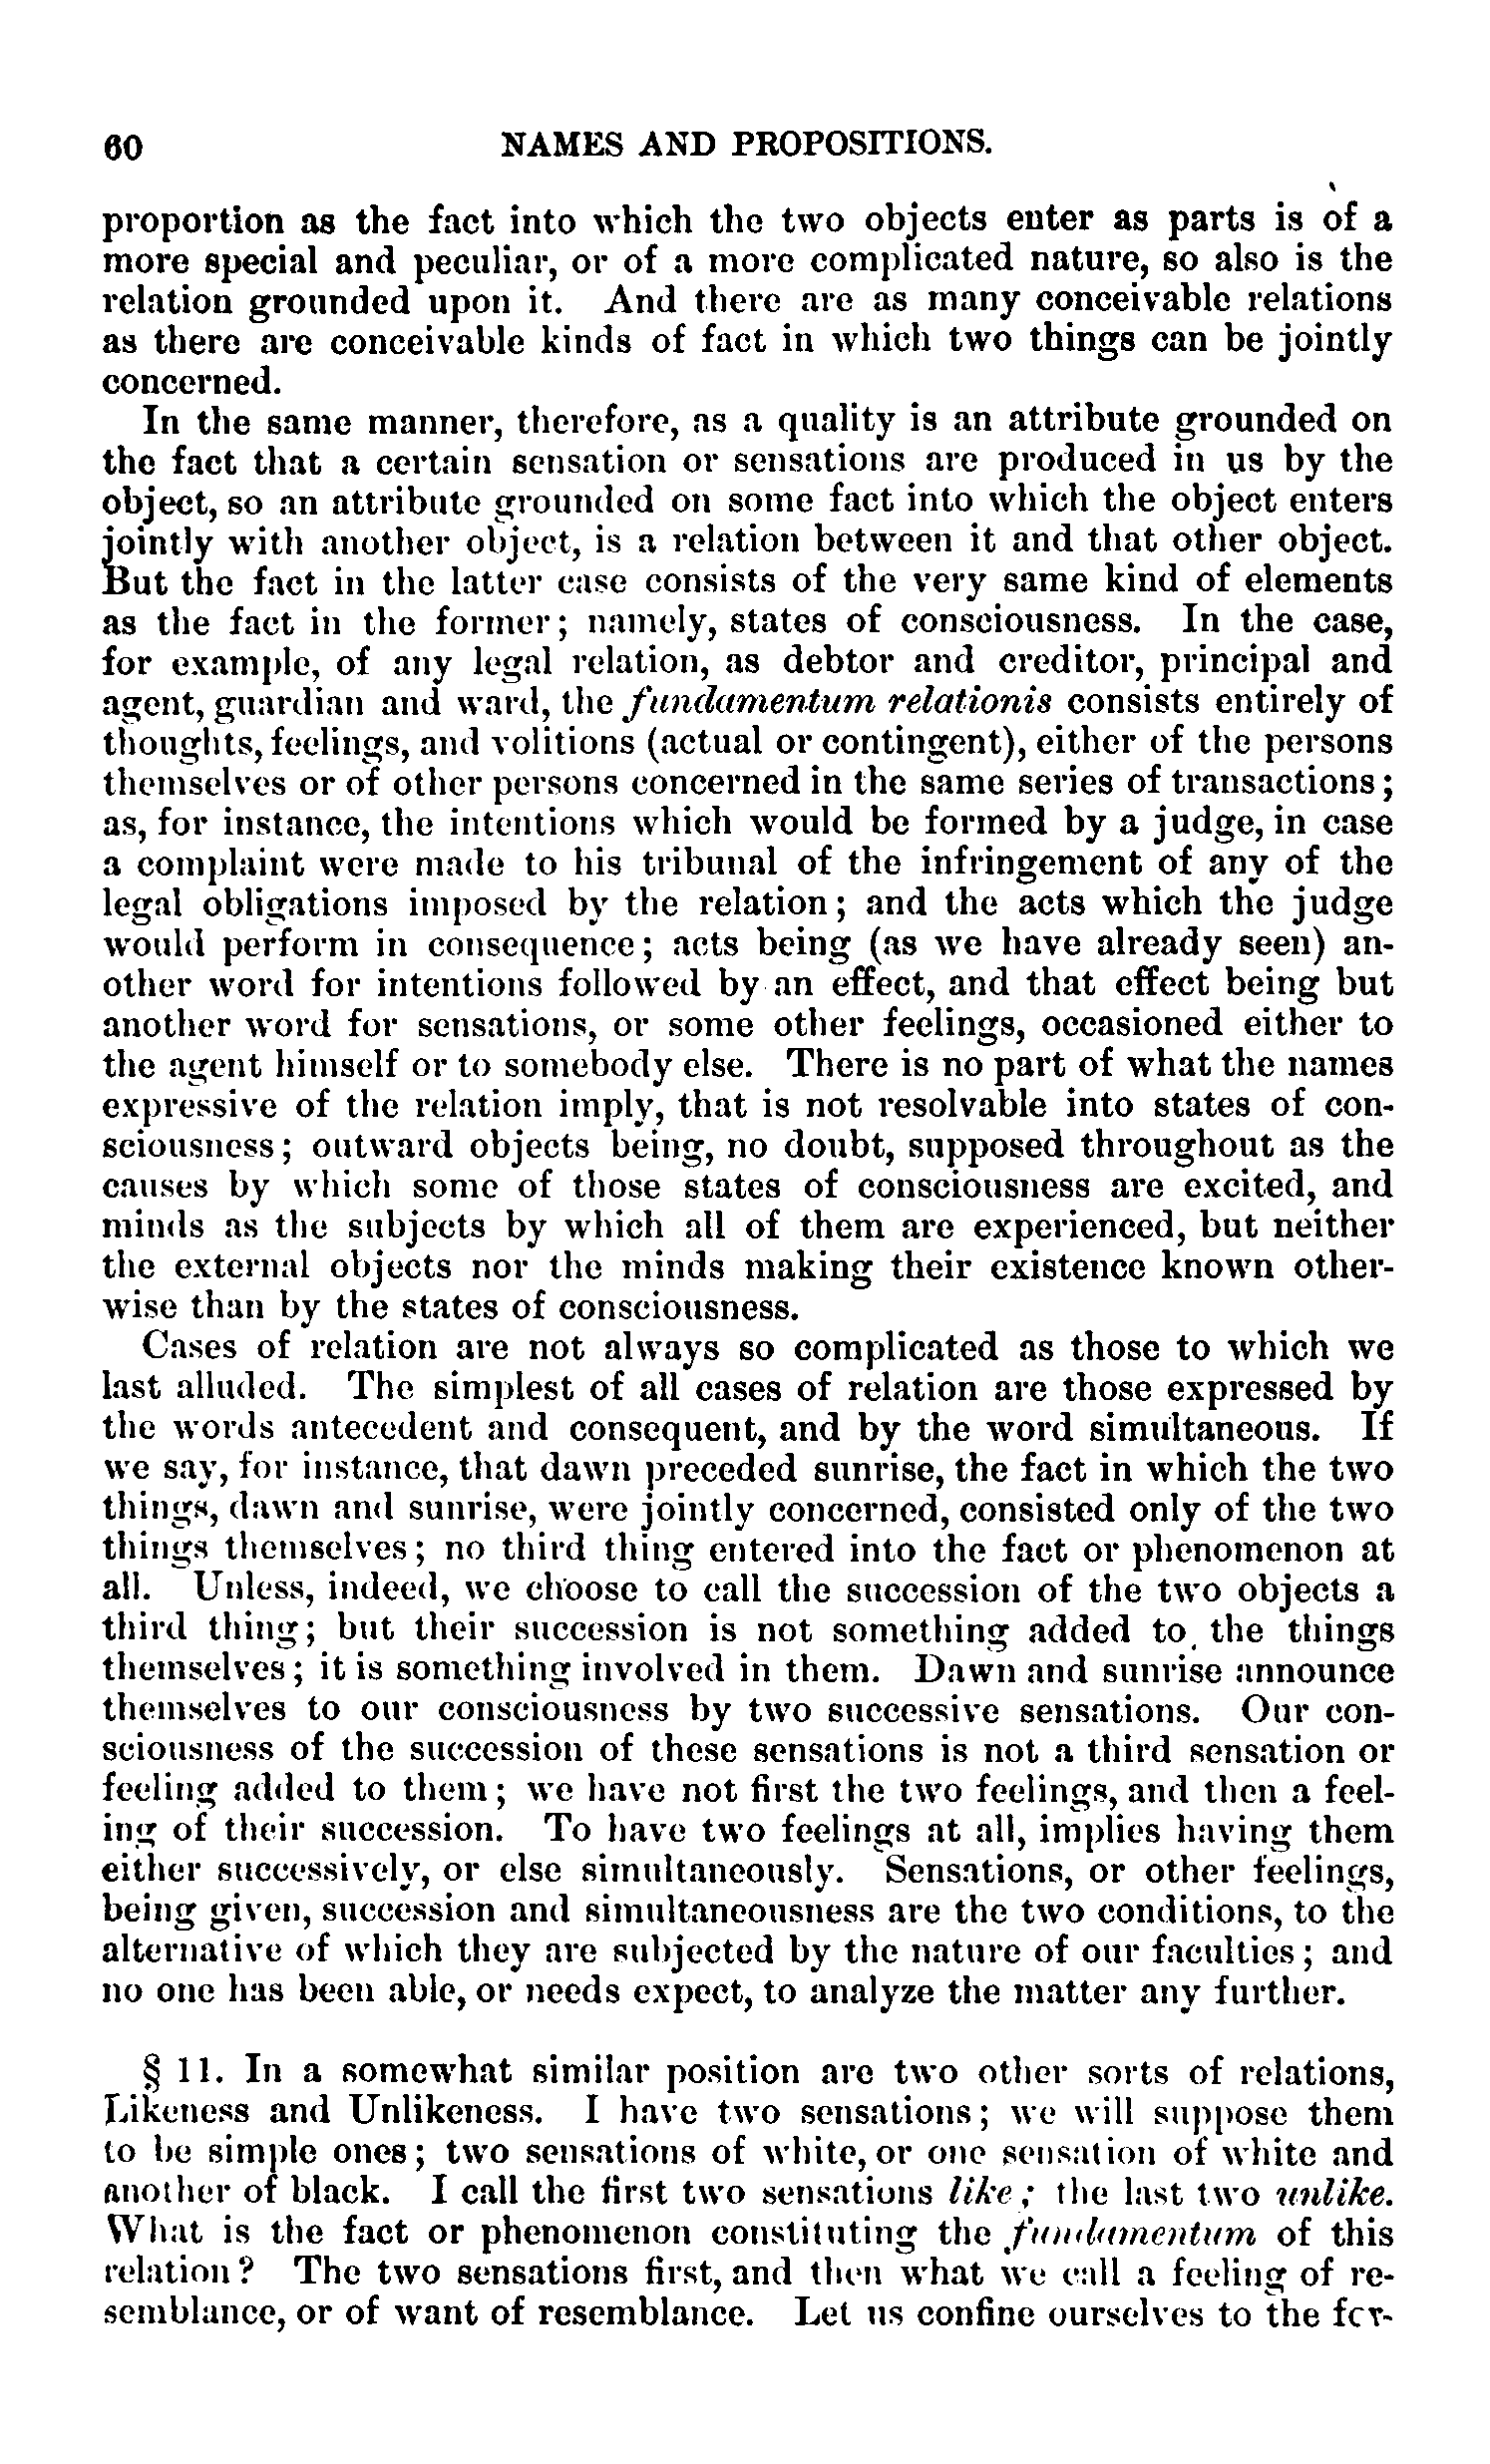 60 NAMES AND PROPOSITIONS.
proportion as the fact into which the two objects enter as parts is of a
more special and peculiar, or of a more complicated nature, so also is the
relation grounded upon it. And there are as many conceivable relations
as there are conceivable kinds of fact in which two things can be jointly
concerned.
In the same manner, therefore, as a quality is an attribute grounded on
the fact that a certain sensation or sensations are produced in us by the
object, so an attribute grounded on some fact into which the object enters
jointly with another object, is a relation between it and that other object.
But the fact in the latter case consists of the very same kind of elements
as the fact in the former; namely, states of consciousness. In the case,
for example, of any legal relation, as debtor and creditor, principal and
agent, guardian and ward, the fundamentum relationis consists entirely of
thoughts, feelings, and volitions (actual or contingent), either of the persons
themselves or of other persons concerned in the same series of transactions;
as, for instance, the intentions which would be formed by a judge, in case
a complaint were made to his tribunal of the infringement of any of the
legal obligations imposed by the relation; and the acts which the judge
would perform in consequence; acts being (as we have already seen) an-
other word for intentions followed by an effect, and that effect being but
another word for sensations, or some other feelings, occasioned either to
the agent himself or to somebody else. There is no part of what the names
expressive of the relation imply, that is not resolvable into states of con-
sciousness; outward objects being, no doubt, supposed throughout as the
causes by which some of those states of consciousness are excited, and
minds as the subjects by which all of them are experienced, but neither
the external objects nor the minds making their existence known other-
wise than by the states of consciousness.
Cases of relation are not always so complicated as those to which we
last alluded. The simplest of all cases of relation are those expressed by
the words antecedent and consequent, and by the word simultaneous. If
we say, for instance, that dawn preceded sunrise, the fact in which the two
things, dawn and sunrise, were jointly concerned, consisted only of the two
things themselves; no third thing entered into the fact or phenomenon at
all. Unless, indeed, we choose to call the succession of the two objects a
third thing; but their succession is not something added to the things
themselves; it is something involved in them. Dawn and sunrise announce
themselves to our consciousness by two successive sensations. Our con-
sciousness of the succession of these sensations is not a third sensation or
feeling added to them; we have not first the two feelings, and then a feel-
ing of their succession. To have two feelings at all, implies having them
either successively, or else simultaneously. Sensations, or other feelings,
being given, succession and simultaneousness are the two conditions, to the
alternative of which they are subjected by the nature of our faculties; and
no one has been able, or needs expect, to analyze the matter any further.
§ 11. In a somewhat similar position are two other sorts of relations,
Likeness and Unlikeness. I have two sensations; we will suppose them
to be simple ones; two sensations of white, or one sensation of white and
another of black. I call the first two sensations like; the last two unlike.
What is the fact or phenomenon constituting the fundamentum of this
relation? The two sensations first, and then what we call a feeling of re-
semblance, or of want of resemblance. Let us confine ourselves to the for-